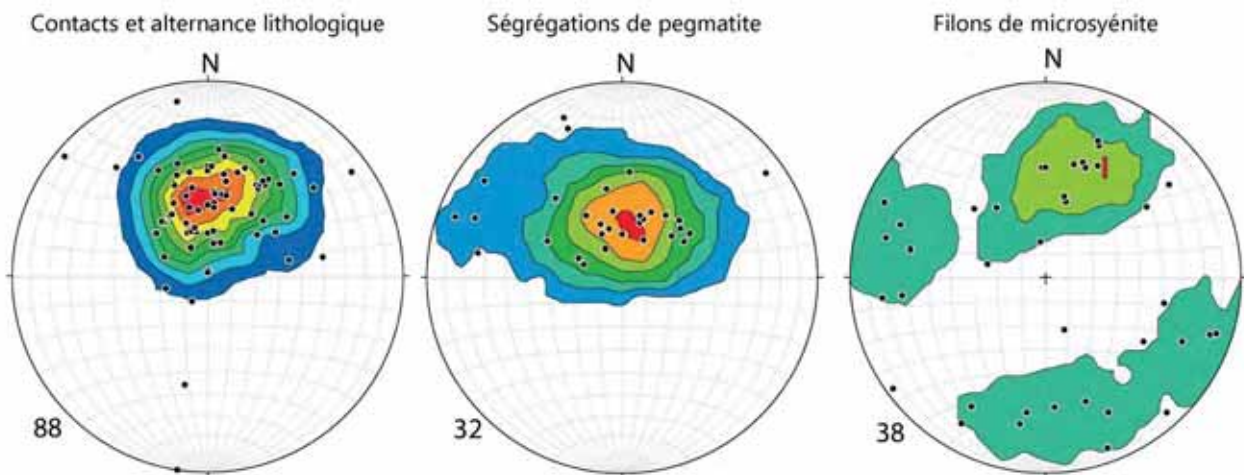 Contacts et alternance lithologique
Ségrégations de pegmatite
Filons de microsyénite
N
N
N
88
32
38